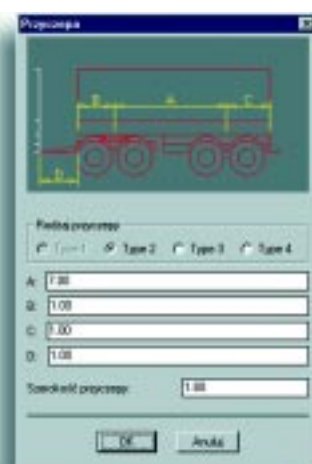 Przyczepa
B A C
D
Rodzaj przyczepy
Type 1 Type 2 Type 3 Type 4
A: 7.00
B: 1.00
C: 1.00
D: 1.00
Szerokość przyczepy: 1.00
OK Anuluj